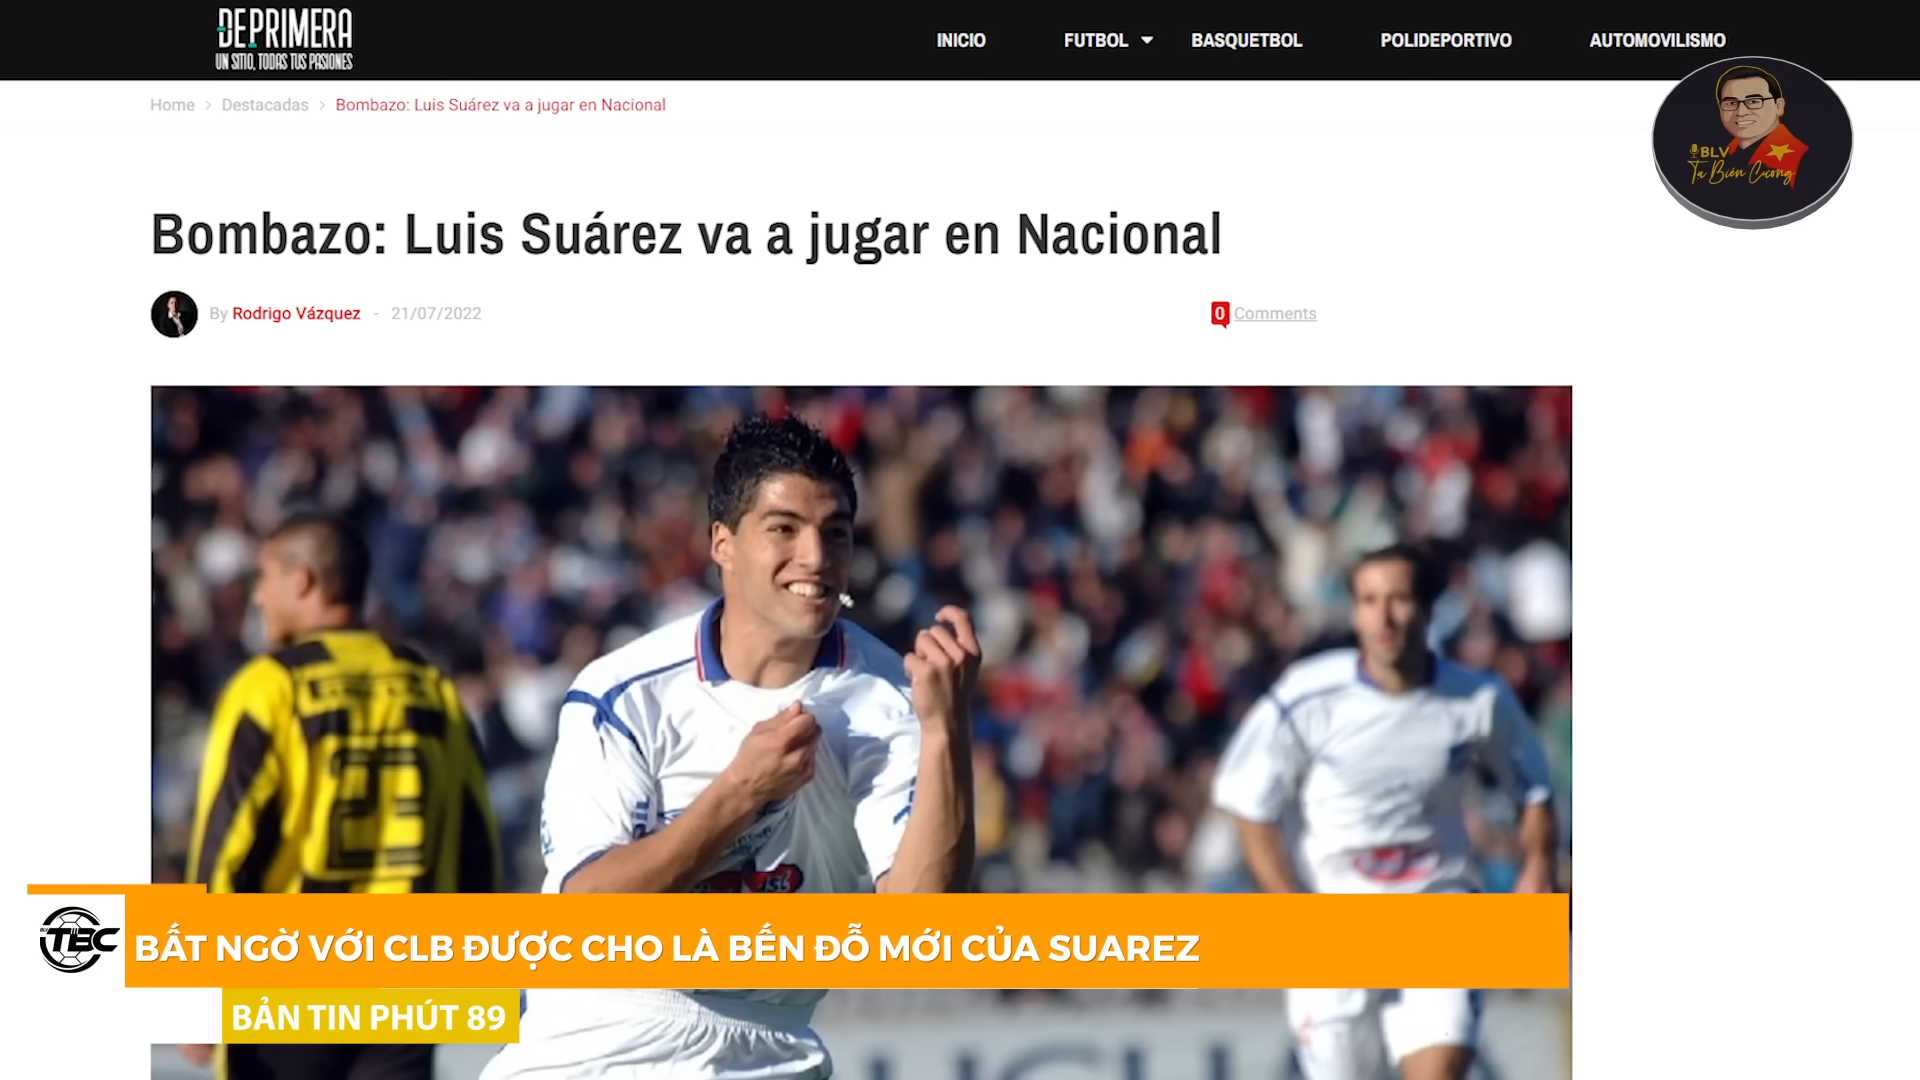 DEPRIMERA
UN SITIO, TODAS TUS PASIONES
INICIO
FUTBOL
BASQUETBOL
POLIDEPORTIVO
AUTOMOVILISMO
Home > Destacadas > Bombazo: Luis Suárez va a jugar en Nacional
BLV
Tạ Biên Cương
Bombazo: Luis Suárez va a jugar en Nacional
By Rodrigo Vázquez - 21/07/2022
0 Comments
23
BLV
TBC
BẤT NGỜ VỚI CLB ĐƯỢC CHO LÀ BẾN ĐỖ MỚI CỦA SUAREZ
BẢN TIN PHÚT 89